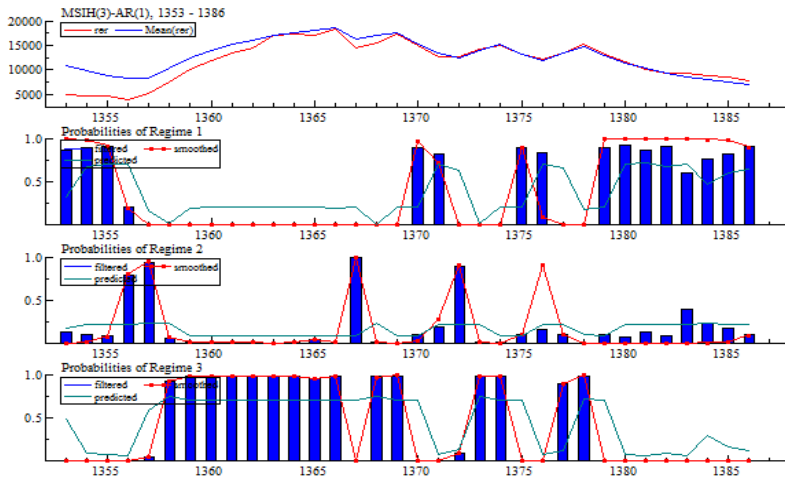 MSIH(3)-AR(1), 1353 - 1386
20000
rer Mean(rer)
15000
10000
5000
1355 1360 1365 1370 1375 1380 1385
Probabilities of Regime 1
1.0
filtered smoothed
predicted
0.5
1355 1360 1365 1370 1375 1380 1385
Probabilities of Regime 2
1.0
filtered smoothed
predicted
0.5
1355 1360 1365 1370 1375 1380 1385
Probabilities of Regime 3
1.0
filtered smoothed
predicted
0.5
1355 1360 1365 1370 1375 1380 1385